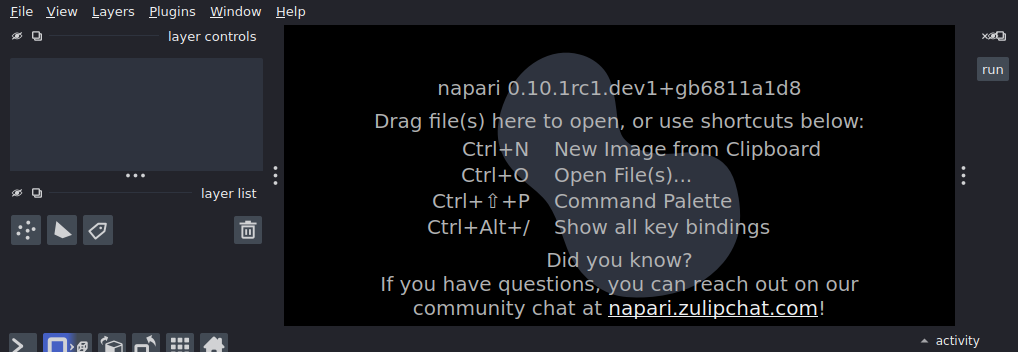 File View Layers Plugins Window Help
layer controls
run
napari 0.10.1rc1.dev1+gb6811a1d8
Drag file(s) here to open, or use shortcuts below:
Ctrl+N New Image from Clipboard
Ctrl+O Open File(s)...
Ctrl+⇧+P Command Palette
Ctrl+Alt+/ Show all key bindings
layer list
Did you know?
If you have questions, you can reach out on our
community chat at napari.zulipchat.com!
activity